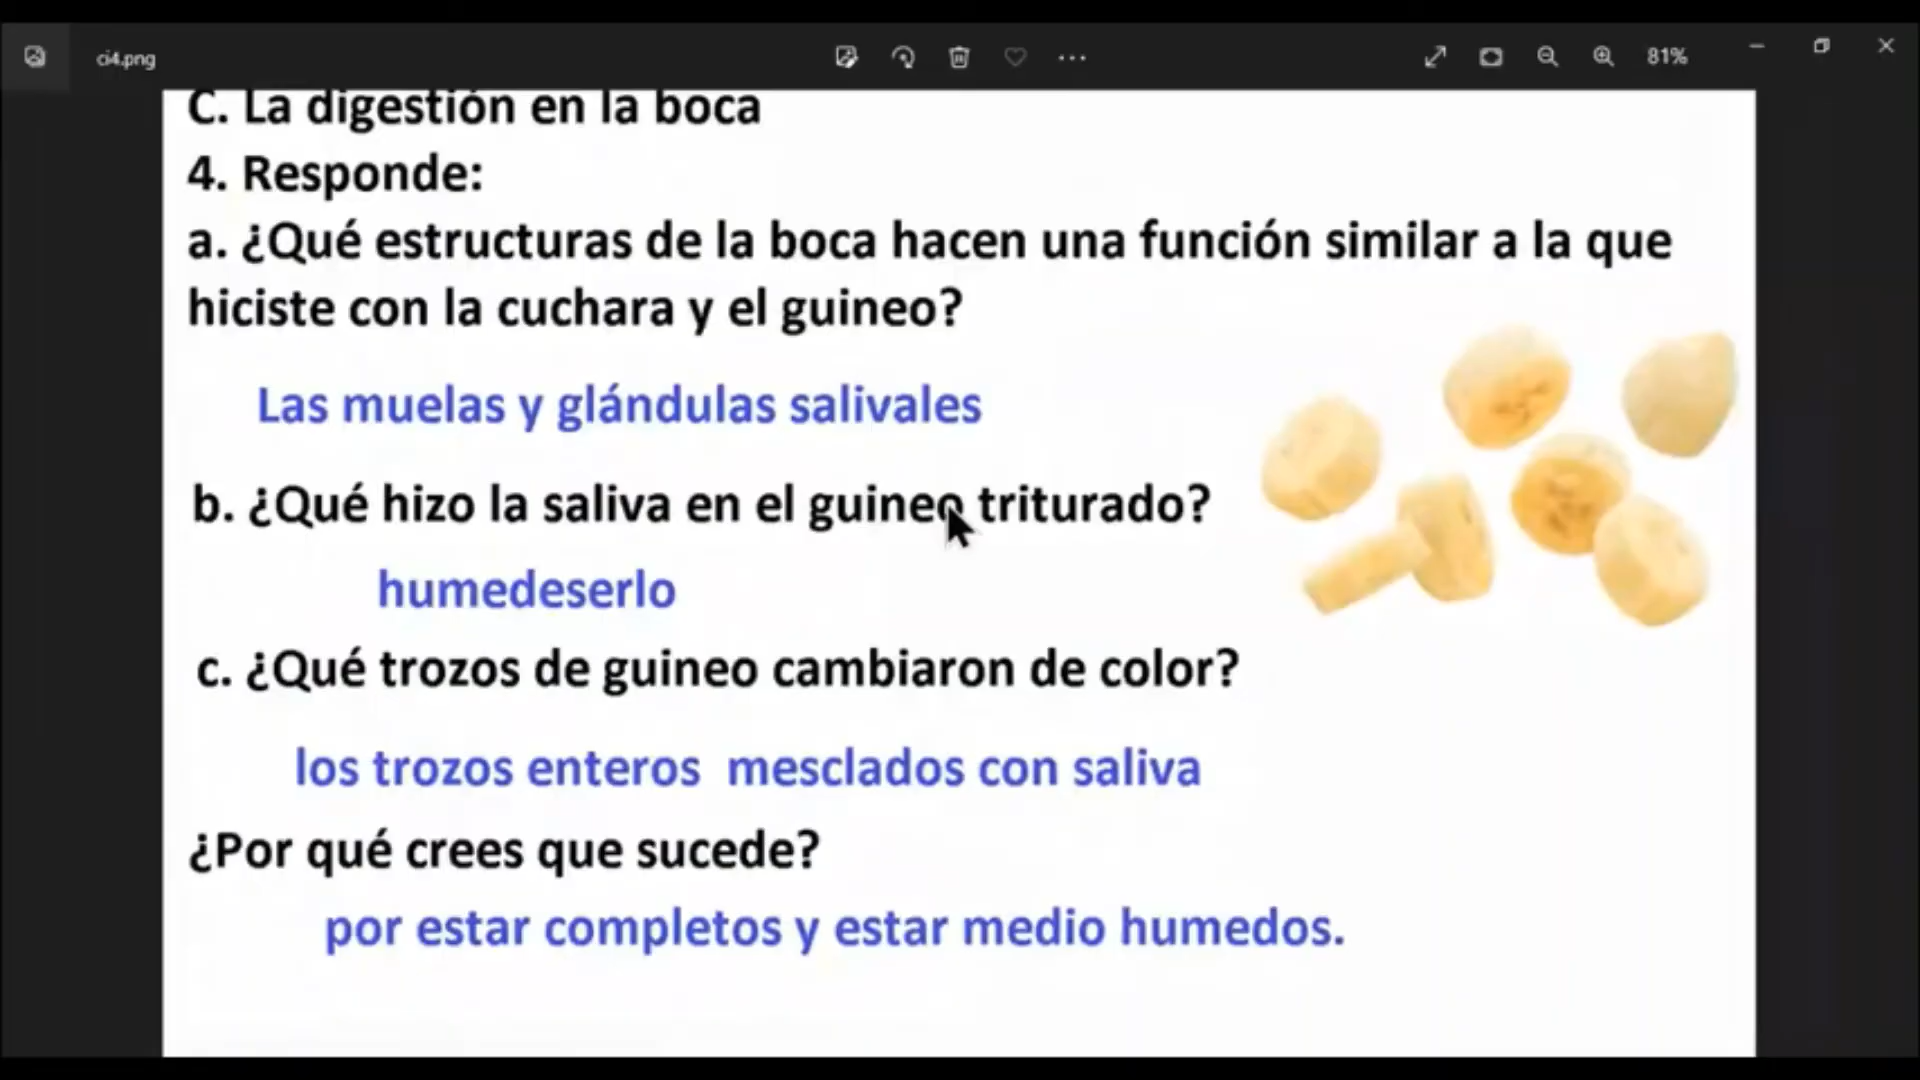 ci4.png
81%
C. La digestión en la boca
4. Responde:
a. ¿Qué estructuras de la boca hacen una función similar a la que
hiciste con la cuchara y el guineo?
Las muelas y glándulas salivales
b. ¿Qué hizo la saliva en el guineo triturado?
humedeserlo
c. ¿Qué trozos de guineo cambiaron de color?
los trozos enteros mesclados con saliva
¿Por qué crees que sucede?
por estar completos y estar medio humedos.